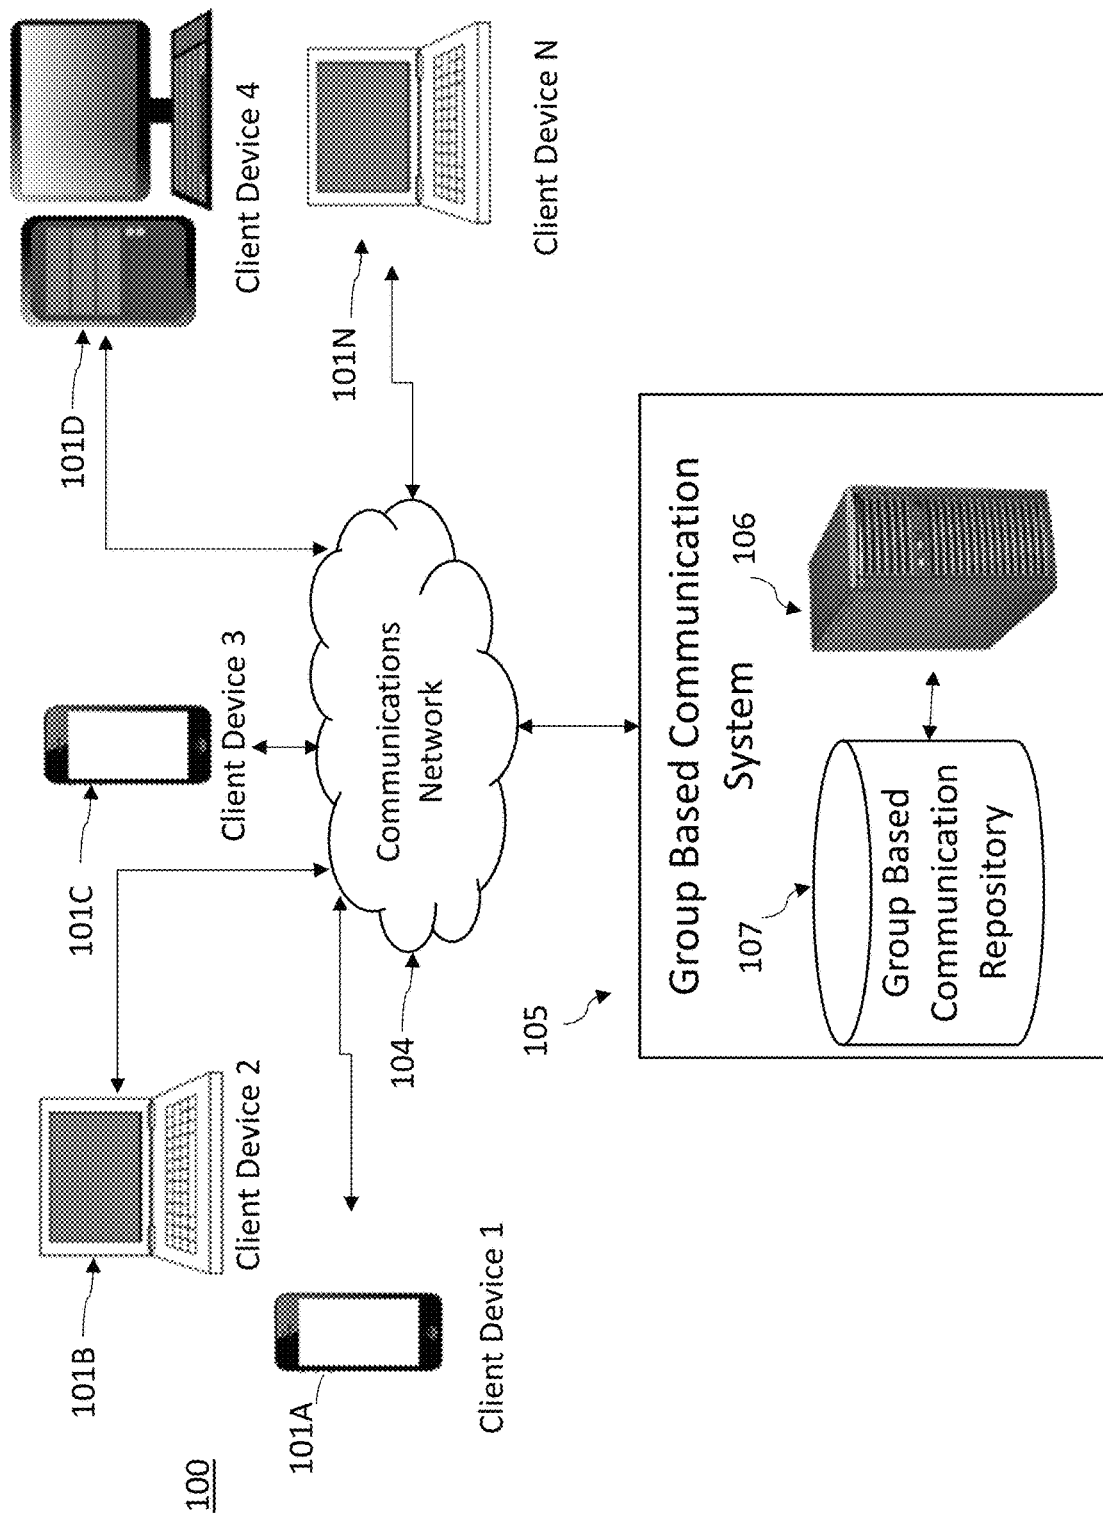 100
101A
Client Device 1
101B
Client Device 2
101C
Client Device 3
101D
Client Device 4
101N
Client Device N
104
Communications
Network
105
Group Based Communication
System
106
107
Group Based
Communication
Repository